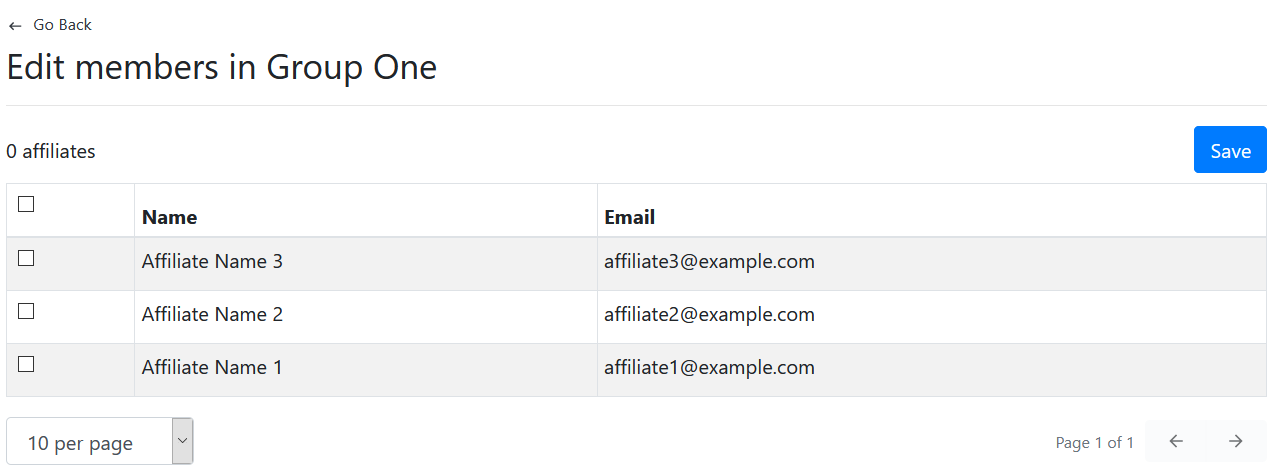 ← Go Back
Edit members in Group One
0 affiliates
Save
Name Email
Affiliate Name 3 affiliate3@example.com
Affiliate Name 2 affiliate2@example.com
Affiliate Name 1 affiliate1@example.com
10 per page
Page 1 of 1 ← →